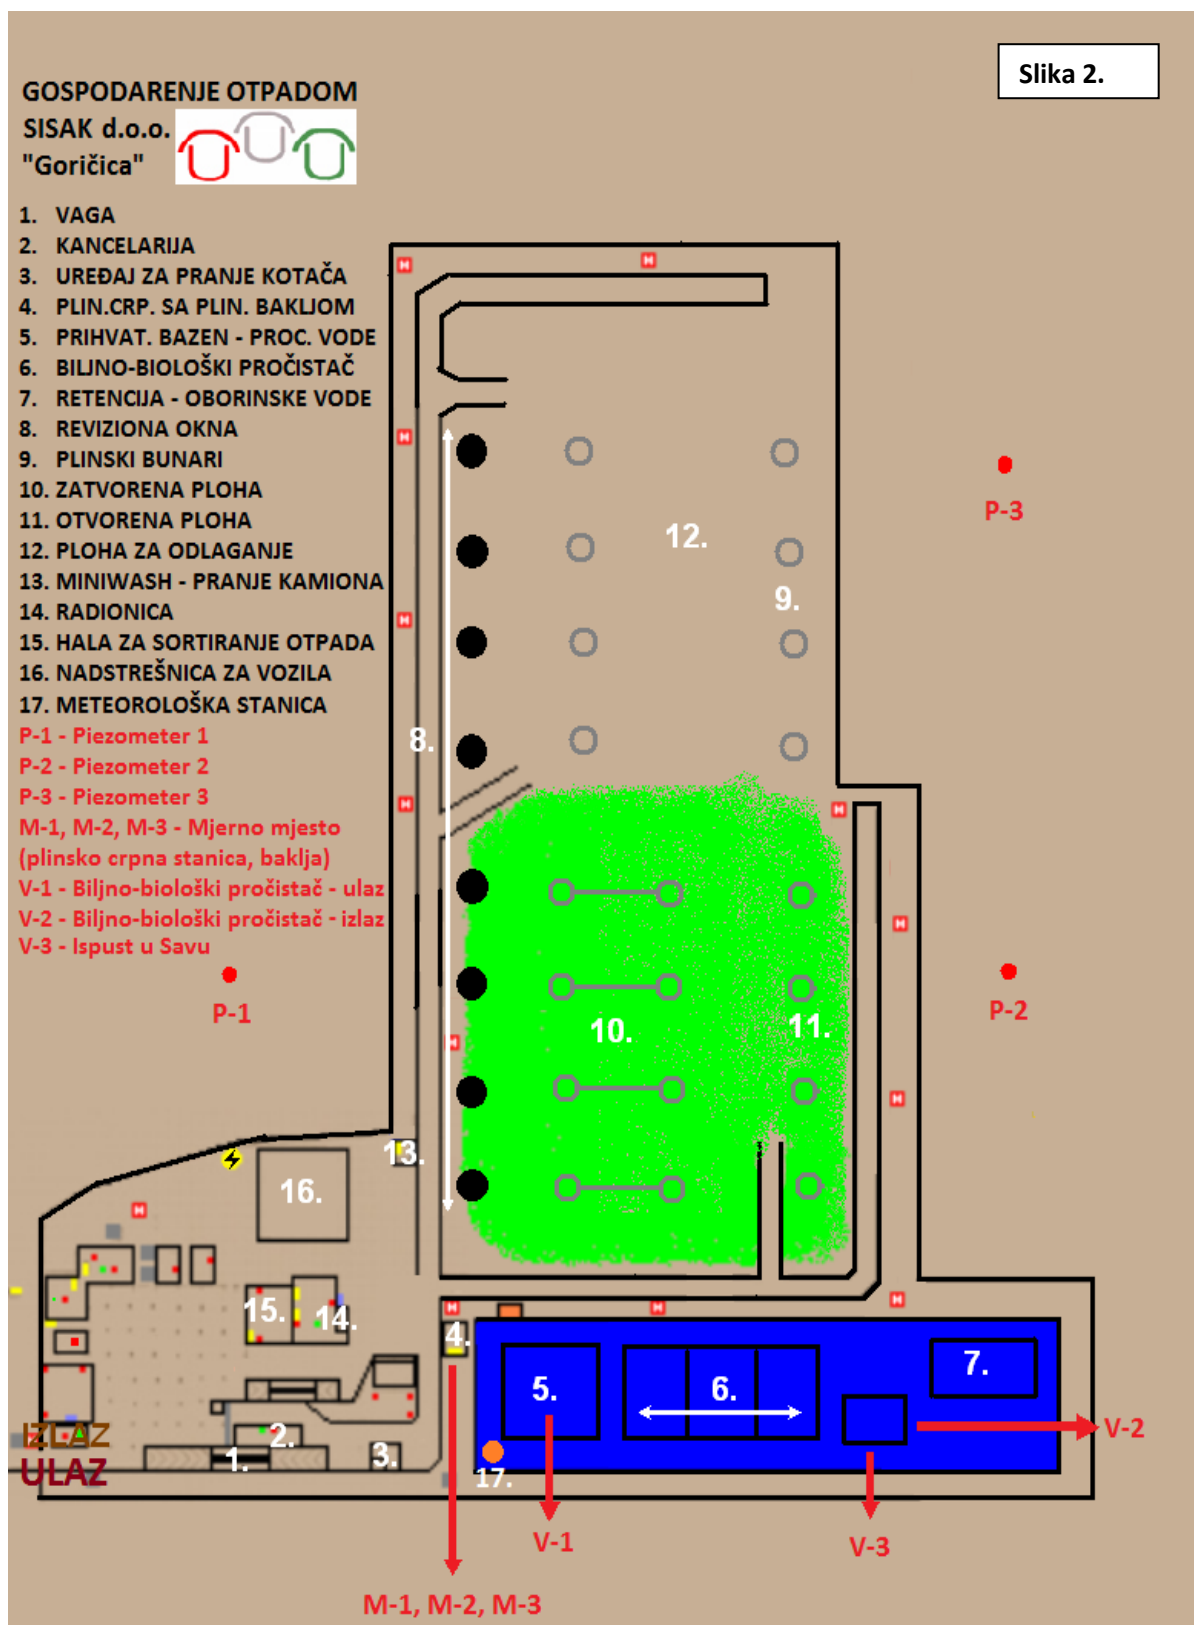 Slika 2.
GOSPODARENJE OTPADOM
SISAK d.o.o.
"Goričica"
1. VAGA
2. KANCELARIJA
3. UREĐAJ ZA PRANJE KOTAČA
4. PLIN.CRP. SA PLIN. BAKLJOM
5. PRIHVAT. BAZEN - PROC. VODE
6. BILJNO-BIOLOŠKI PROČISTAČ
7. RETENCIJA - OBORINSKE VODE
8. REVIZIONA OKNA
9. PLINSKI BUNARI
10. ZATVORENA PLOHA
11. OTVORENA PLOHA
12. PLOHA ZA ODLAGANJE
13. MINIWASH - PRANJE KAMIONA
14. RADIONICA
15. HALA ZA SORTIRANJE OTPADA
16. NADSTREŠNICA ZA VOZILA
17. METEOROLOŠKA STANICA
P-1 - Piezometer 1
P-2 - Piezometer 2
P-3 - Piezometer 3
M-1, M-2, M-3 - Mjerno mjesto
(plinsko crpna stanica, baklja)
V-1 - Biljno-biološki pročistač - ulaz
V-2 - Biljno-biološki pročistač - izlaz
V-3 - Ispust u Savu
H
H
H
P-3
12.
9.
H
8.
H
H
H
P-1
P-2
10.
11.
H
H
13.
16.
H
H
H
H
15.
14.
4.
5.
6.
7.
IZLAZ
ULAZ
2.
1.
3.
17.
V-2
V-1
V-3
M-1, M-2, M-3